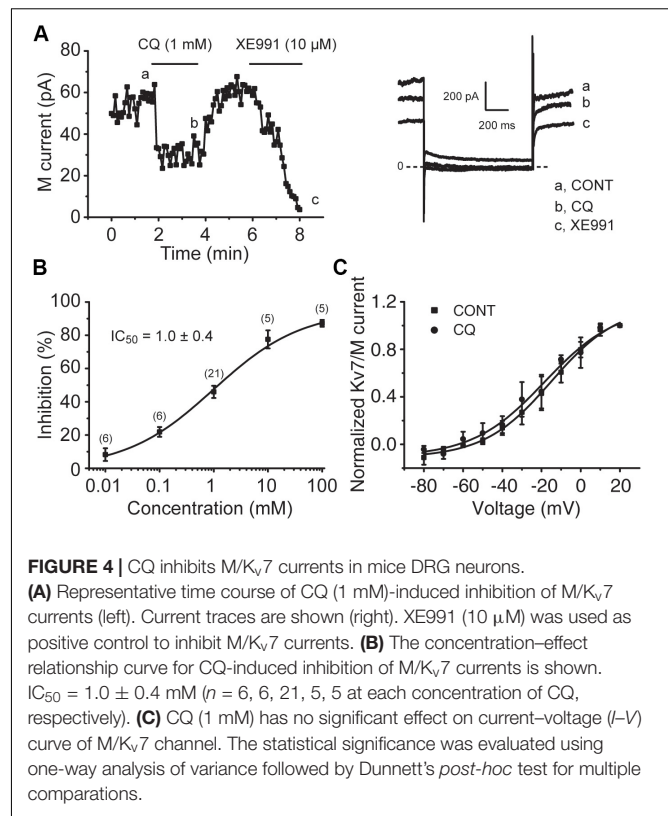 A
CQ (1 mM)
XE991 (10 µM)
M current (pA)
80
60
40
20
0
0 2 4 6 8
Time (min)
a
b
c
200 pA
200 ms
a
b
c
0
a, CONT
b, CQ
c, XE991
B
Inhibition (%)
100
80
60
40
20
0
IC50 = 1.0 ± 0.4
(6)
(6)
(21)
(5)
(5)
0.01 0.1 1 10 100
Concentration (mM)
C
Normalized Kv7/M current
1.2
0.8
0.4
0.0
CONT
CQ
-80 -60 -40 -20 0 20
Voltage (mV)
FIGURE 4 | CQ inhibits M/Kv7 currents in mice DRG neurons.
(A) Representative time course of CQ (1 mM)-induced inhibition of M/Kv7
currents (left). Current traces are shown (right). XE991 (10 µM) was used as
positive control to inhibit M/Kv7 currents. (B) The concentration–effect
relationship curve for CQ-induced inhibition of M/Kv7 currents is shown.
IC50 = 1.0 ± 0.4 mM (n = 6, 6, 21, 5, 5 at each concentration of CQ,
respectively). (C) CQ (1 mM) has no significant effect on current–voltage (I–V)
curve of M/Kv7 channel. The statistical significance was evaluated using
one-way analysis of variance followed by Dunnett's post-hoc test for multiple
comparations.